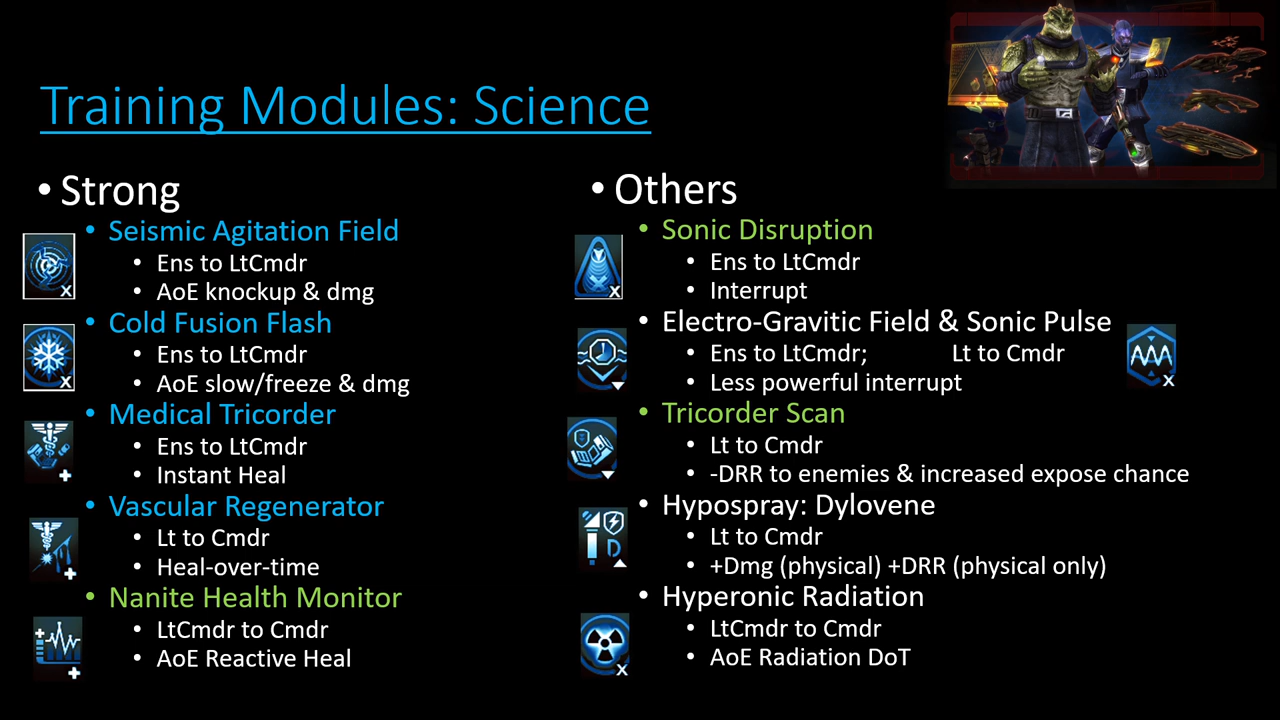 Training Modules: Science
• Strong
• Seismic Agitation Field
• Ens to LtCmdr
• AoE knockup & dmg
• Cold Fusion Flash
• Ens to LtCmdr
• AoE slow/freeze & dmg
• Medical Tricorder
• Ens to LtCmdr
• Instant Heal
• Vascular Regenerator
• Lt to Cmdr
• Heal-over-time
• Nanite Health Monitor
• LtCmdr to Cmdr
• AoE Reactive Heal
• Others
• Sonic Disruption
• Ens to LtCmdr
• Interrupt
• Electro-Gravitic Field & Sonic Pulse
• Ens to LtCmdr; Lt to Cmdr
• Less powerful interrupt
• Tricorder Scan
• Lt to Cmdr
• -DRR to enemies & increased expose chance
• Hypospray: Dylovene
• Lt to Cmdr
• +Dmg (physical) +DRR (physical only)
• Hyperonic Radiation
• LtCmdr to Cmdr
• AoE Radiation DoT